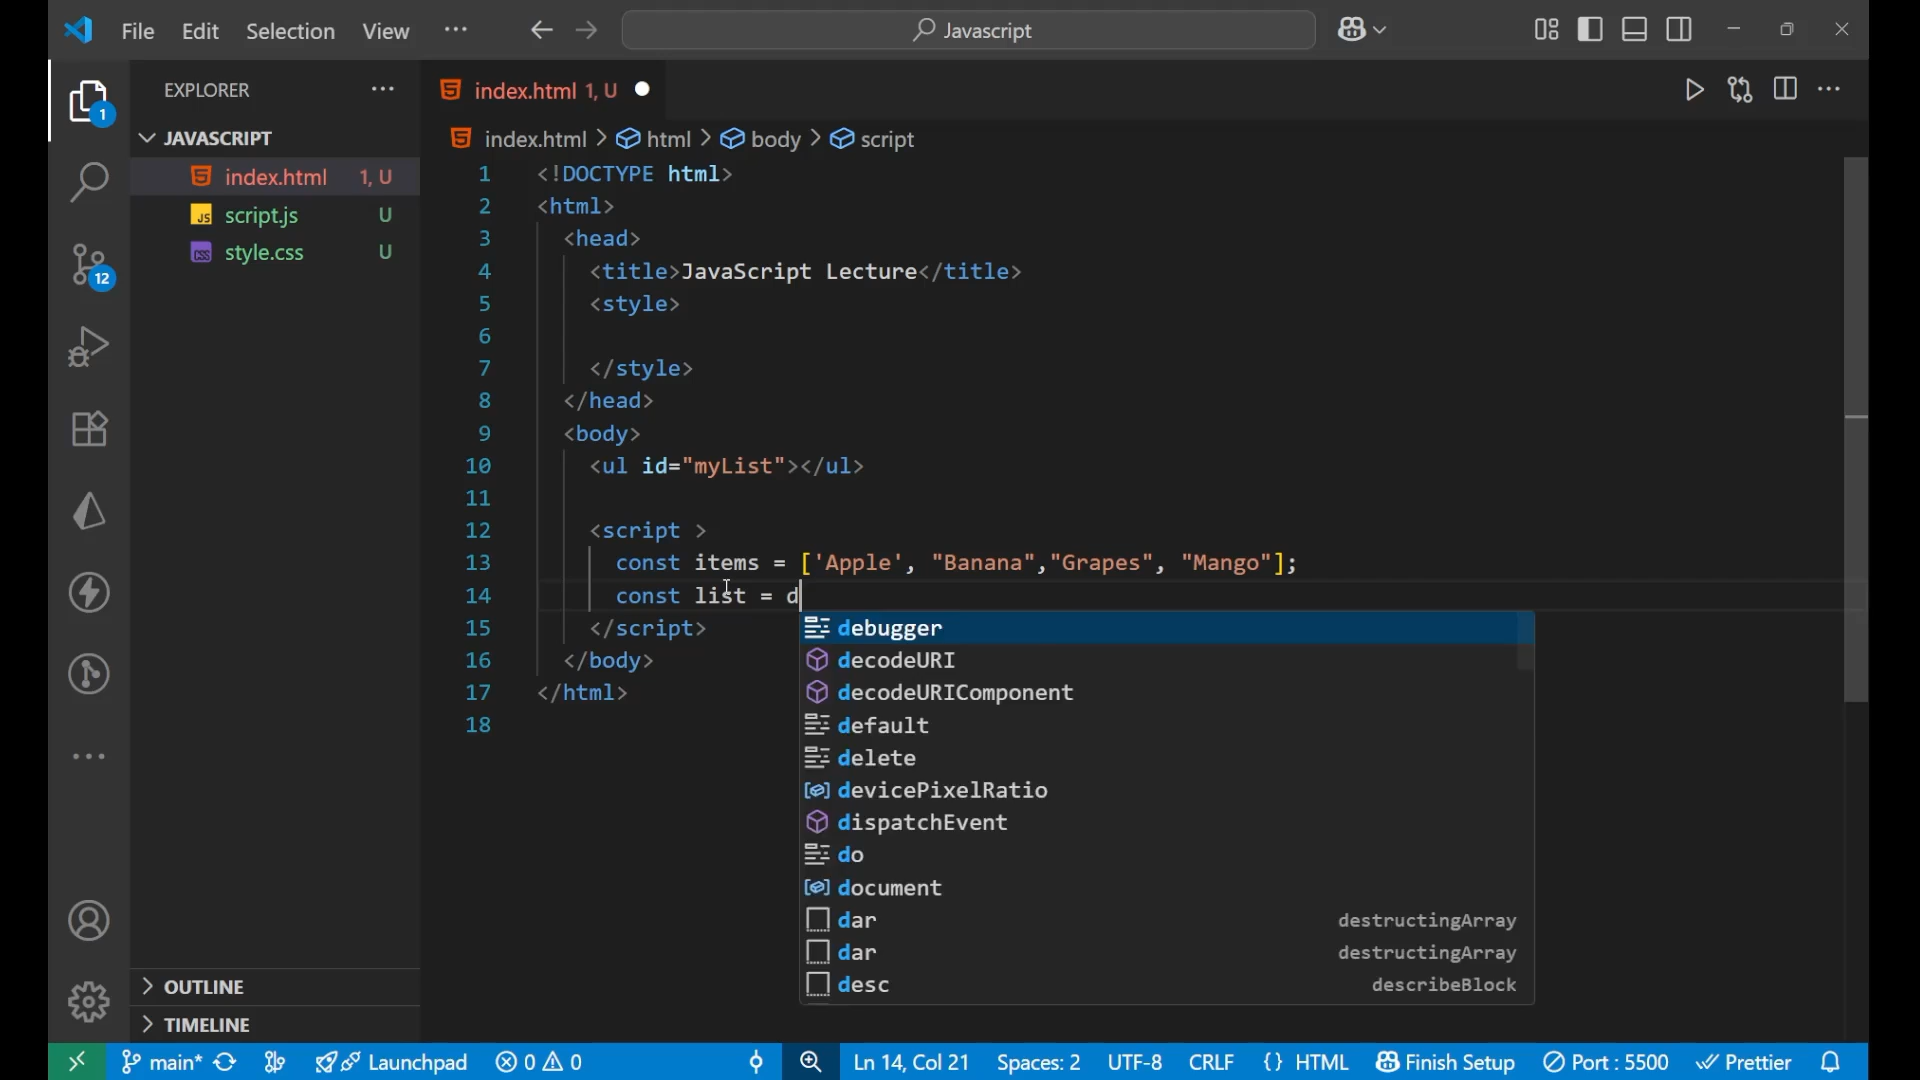 File Edit Selection View ··· Javascript
EXPLORER ···
JAVASCRIPT
index.html 1, U
script.js U
style.css U
OUTLINE
TIMELINE
1
12
index.html 1, U
index.html > html > body > script
1 <!DOCTYPE html>
2 <html>
3 <head>
4 <title>JavaScript Lecture</title>
5 <style>
6
7 </style>
8 </head>
9 <body>
10 <ul id="myList"></ul>
11
12 <script >
13 const items = ['Apple', "Banana","Grapes", "Mango"];
14 const list = d
15 </script>
16 </body>
17 </html>
18
debugger
decodeURI
decodeURIComponent
default
delete
devicePixelRatio
dispatchEvent
do
document
dar destructingArray
dar destructingArray
desc describeBlock
main* Launchpad 0 0 Ln 14, Col 21 Spaces: 2 UTF-8 CRLF {} HTML Finish Setup Port : 5500 Prettier